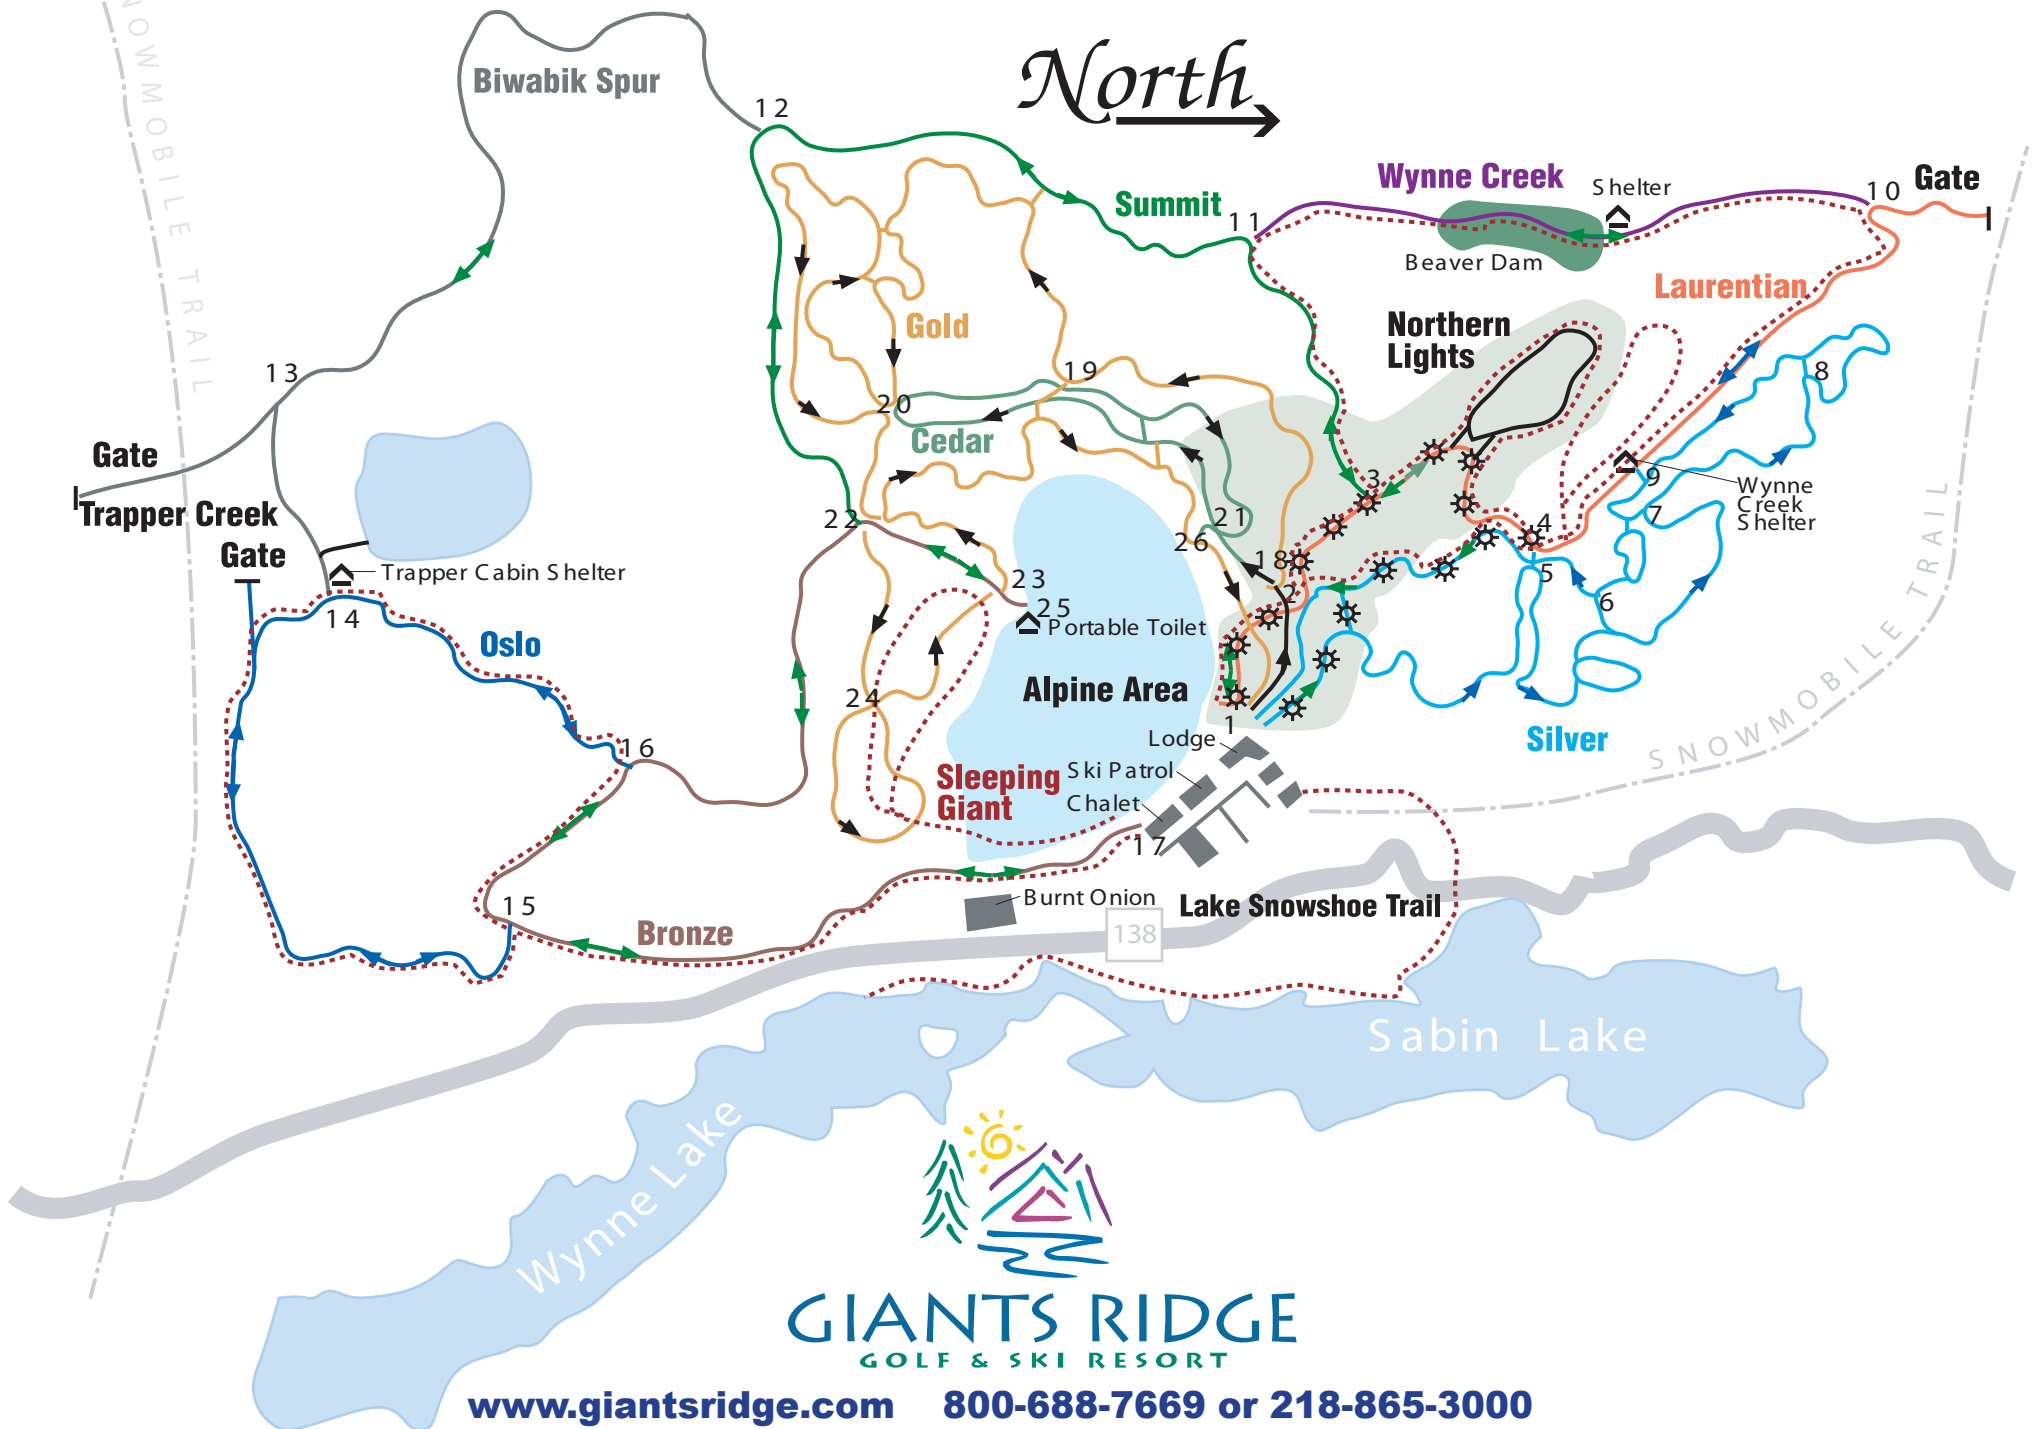 SNOWMOBILE TRAIL
Biwabik Spur
12
North
Wynne Creek
Shelter
10
Gate
Summit
11
Beaver Dam
Laurentian
Northern
Lights
Gold
13
19
8
20
Cedar
Gate
Trapper Creek
Gate
3
9
Wynne
Creek
Shelter
22
21
7
4
26
18
5
Trapper Cabin Shelter
23
2
25
6
14
Portable Toilet
Oslo
SNOWMOBILE TRAIL
Alpine Area
24
1
16
Lodge
Silver
Sleeping
Giant
Ski Patrol
Chalet
17
15
Burnt Onion
Lake Snowshoe Trail
Bronze
138
Sabin Lake
Wynne Lake
GIANTS RIDGE
GOLF & SKI RESORT
www.giantsridge.com 800-688-7669 or 218-865-3000